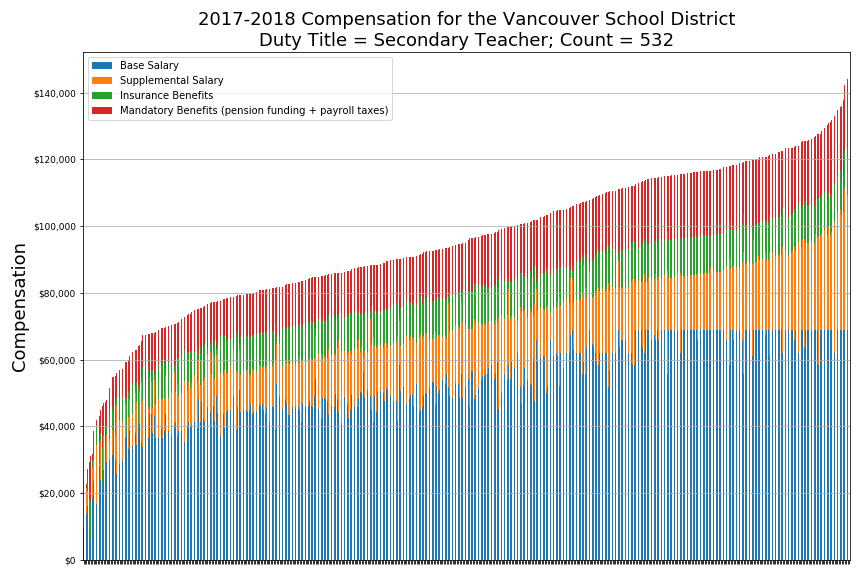 2017-2018 Compensation for the Vancouver School District
Duty Title = Secondary Teacher; Count = 532
Base Salary
Supplemental Salary
Insurance Benefits
Mandatory Benefits (pension funding + payroll taxes)
Compensation
$140,000
$120,000
$100,000
$80,000
$60,000
$40,000
$20,000
$0